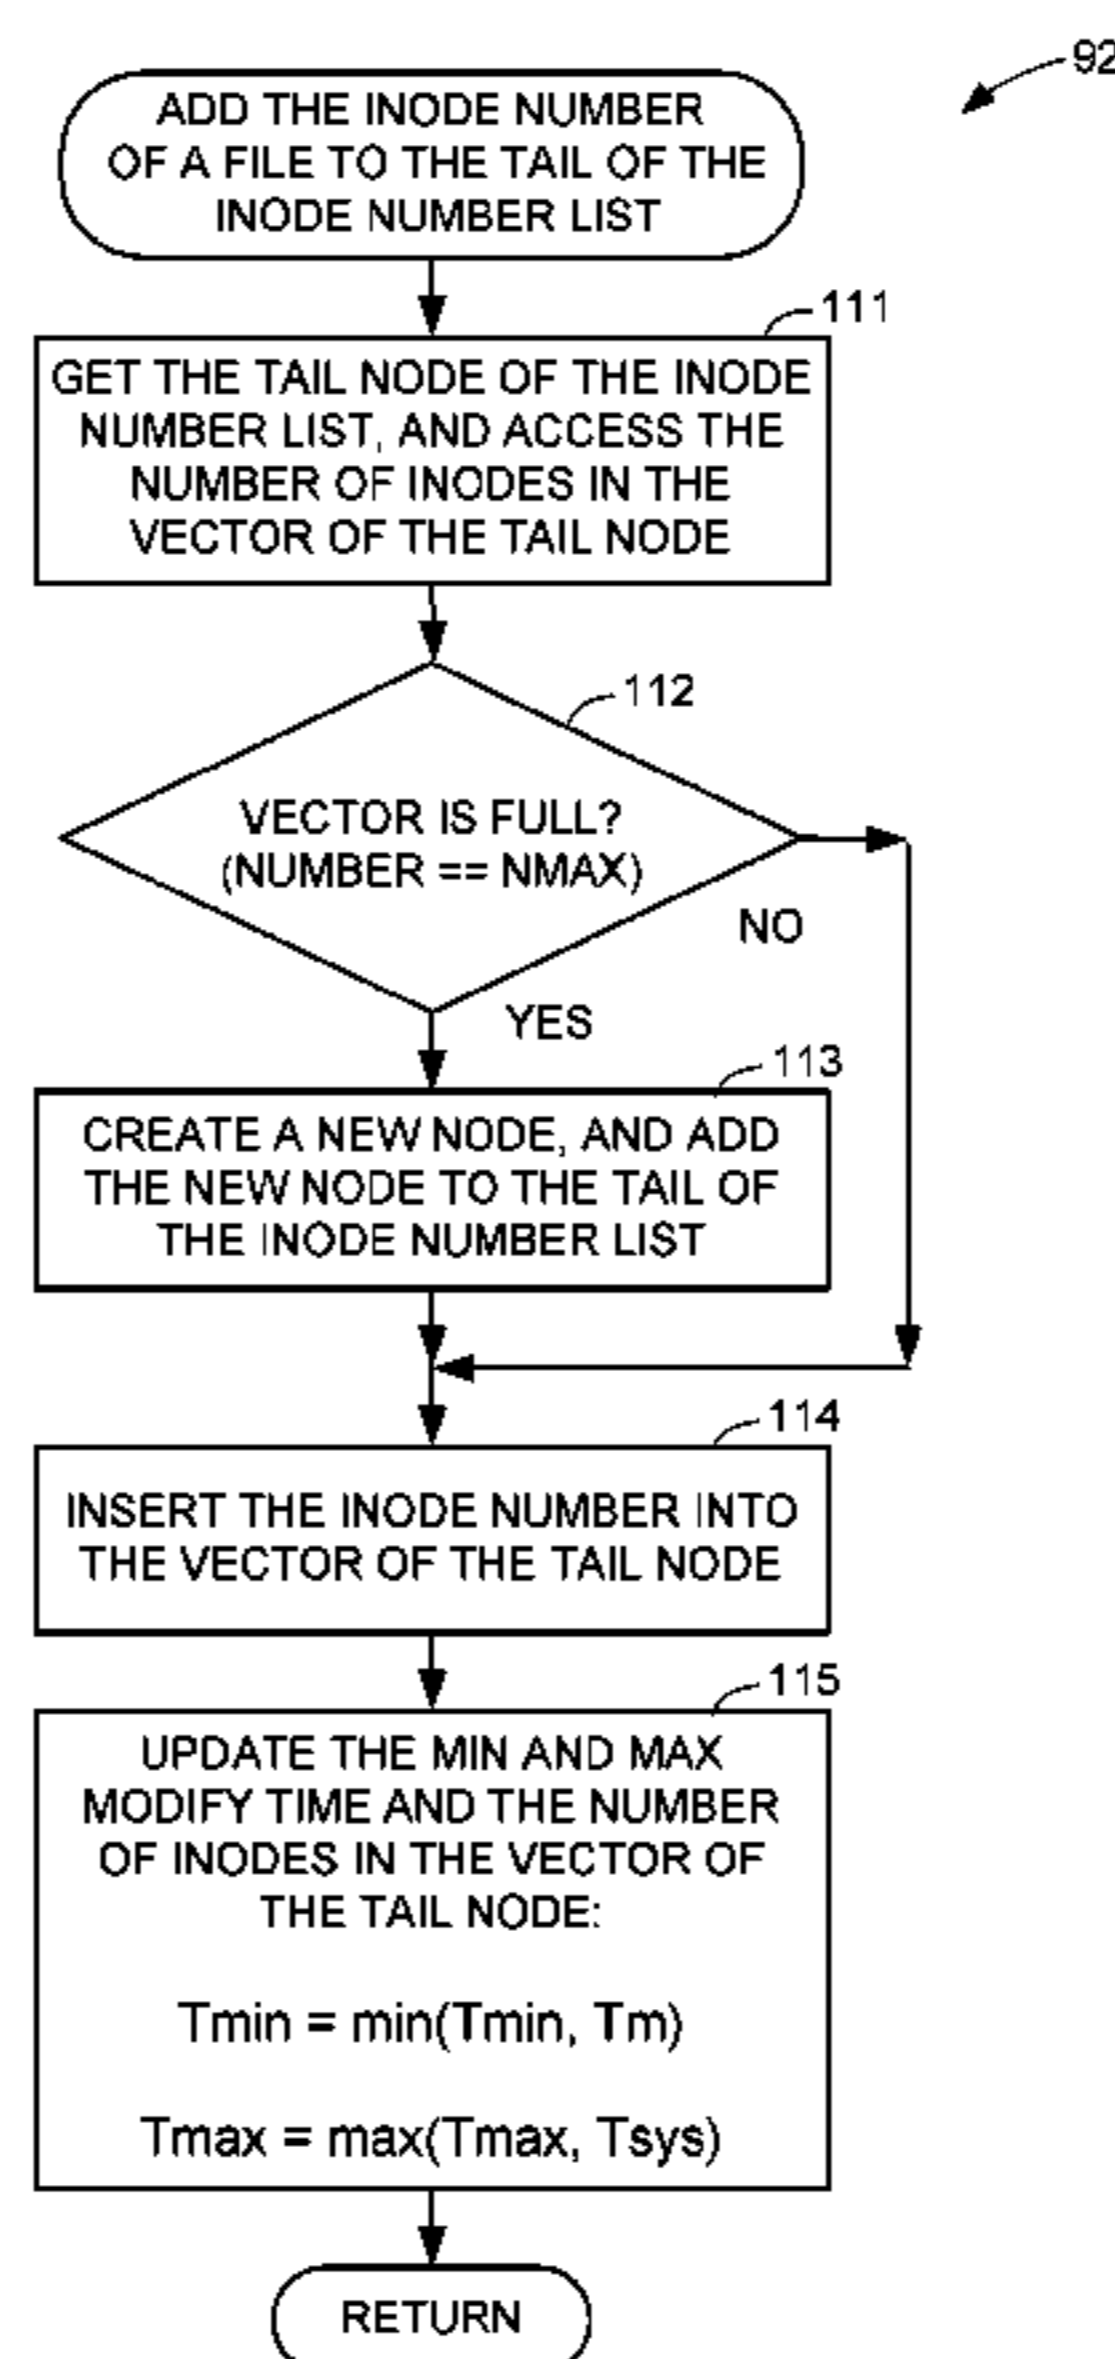 92
ADD THE INODE NUMBER
OF A FILE TO THE TAIL OF THE
INODE NUMBER LIST
111
GET THE TAIL NODE OF THE INODE
NUMBER LIST, AND ACCESS THE
NUMBER OF INODES IN THE
VECTOR OF THE TAIL NODE
112
VECTOR IS FULL?
(NUMBER == NMAX)
NO
YES
113
CREATE A NEW NODE, AND ADD
THE NEW NODE TO THE TAIL OF
THE INODE NUMBER LIST
114
INSERT THE INODE NUMBER INTO
THE VECTOR OF THE TAIL NODE
115
UPDATE THE MIN AND MAX
MODIFY TIME AND THE NUMBER
OF INODES IN THE VECTOR OF
THE TAIL NODE:
Tmin = min(Tmin, Tm)
Tmax = max(Tmax, Tsys)
RETURN